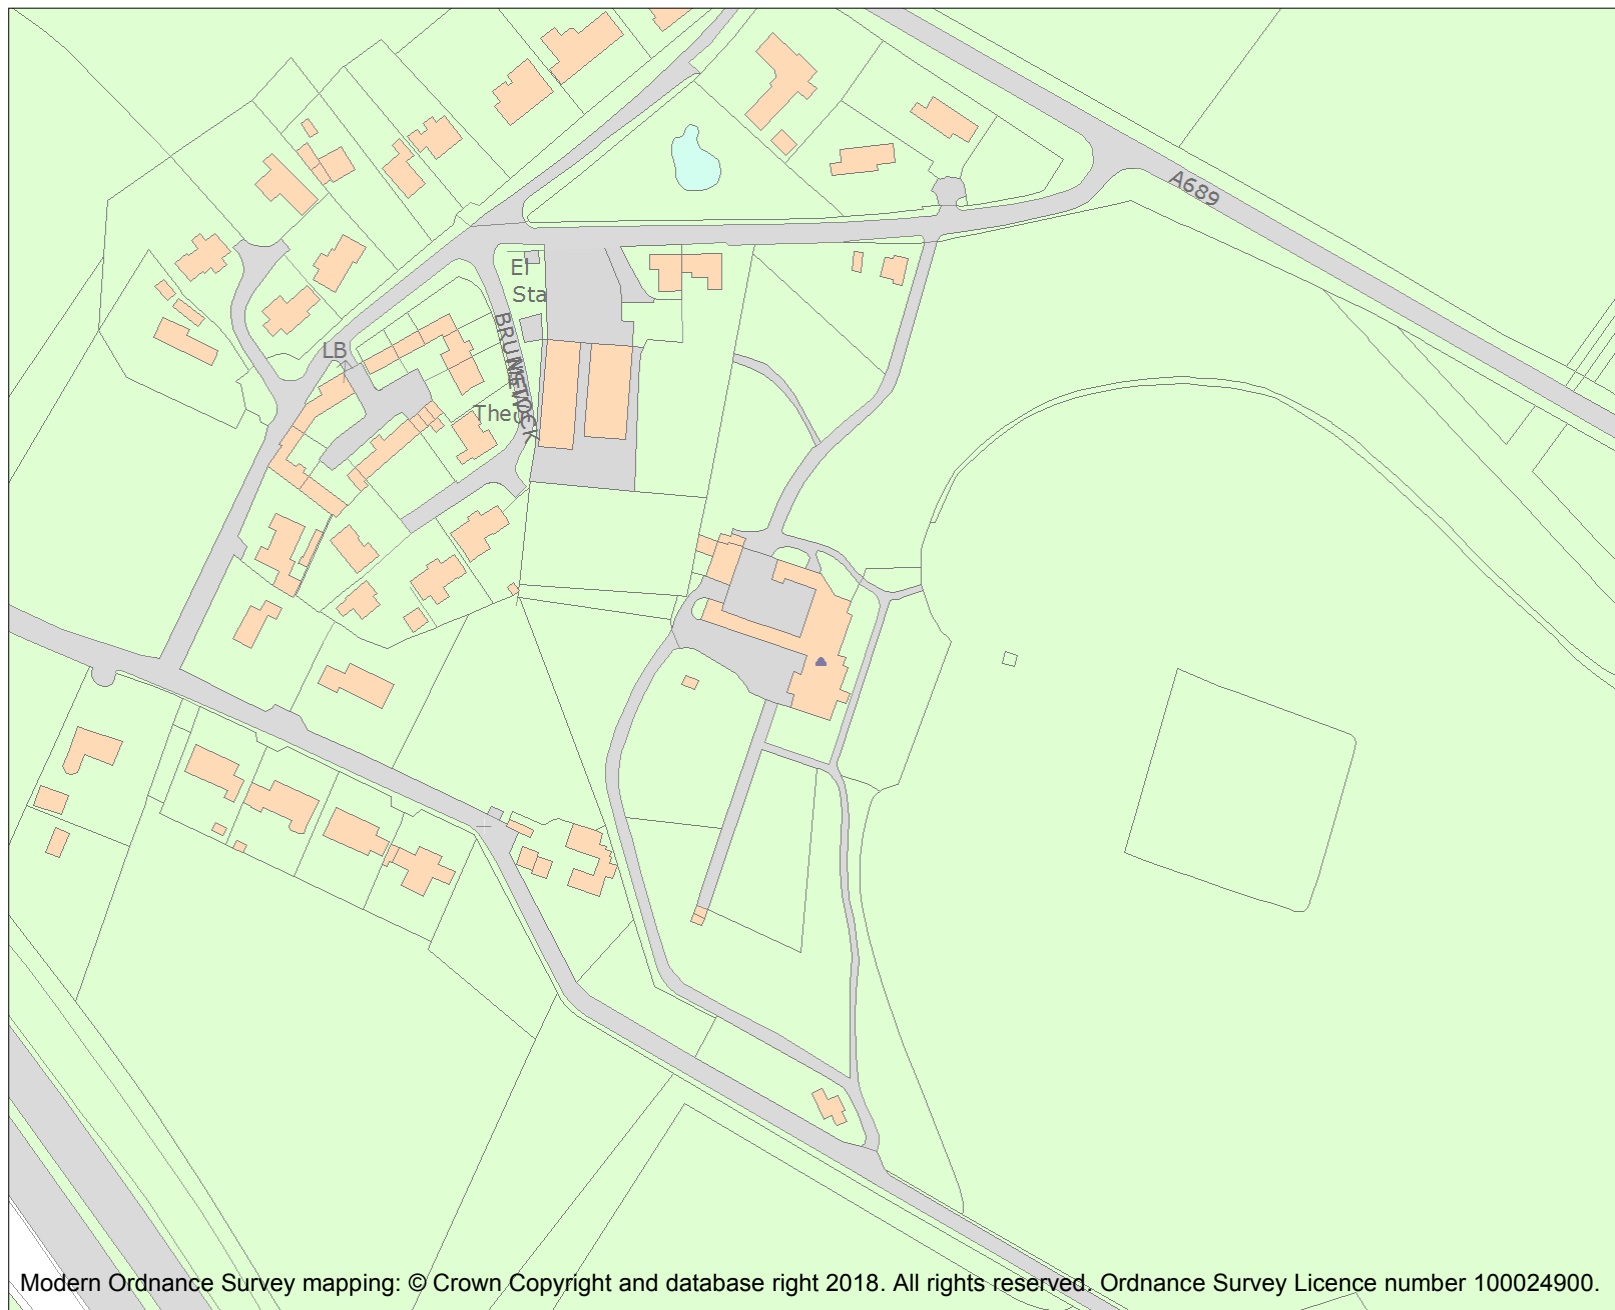 A689
El
Sta
LB
The
Modern Ordnance Survey mapping: © Crown Copyright and database right 2018. All rights reserved. Ordnance Survey Licence number 100024900.